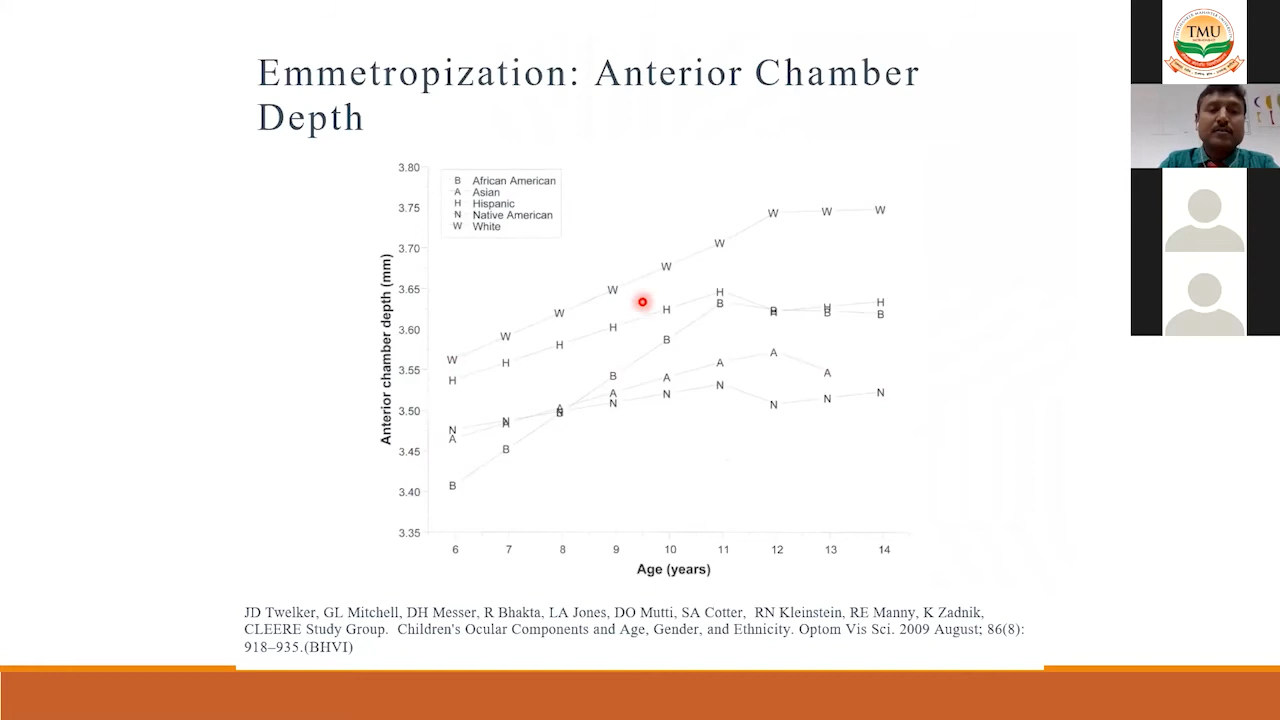 Emmetropization: Anterior Chamber
Depth
TMU
3.80
3.75
3.70
3.65
3.60
3.55
3.50
3.45
3.40
3.35
Anterior chamber depth (mm)
B African American
A Asian
H Hispanic
N Native American
W White
W W W W W W W W W
H H H H H H H H H
B B B B B B B B B
A A A A A A A A
N N N N N N N N N
6 7 8 9 10 11 12 13 14
Age (years)
JD Twelker, GL Mitchell, DH Messer, R Bhakta, LA Jones, DO Mutti, SA Cotter, RN Kleinstein, RE Manny, K Zadnik,
CLEERE Study Group. Children's Ocular Components and Age, Gender, and Ethnicity. Optom Vis Sci. 2009 August; 86(8):
918–935.(BHVI)